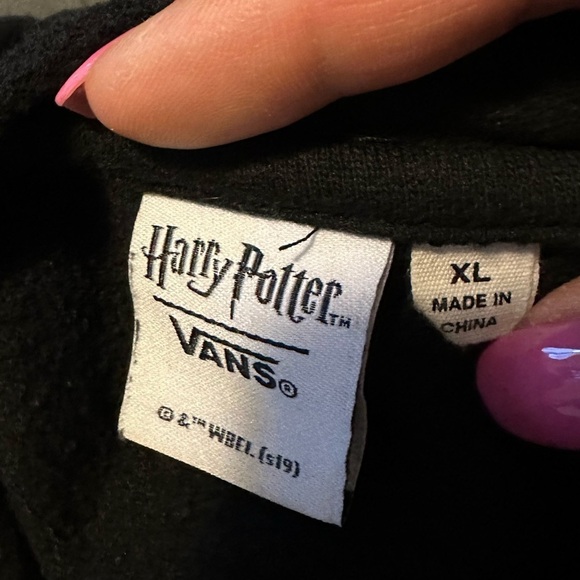 Harry Potter™
VANS®
© & ™ WBEI. (s19)
XL
MADE IN
CHINA